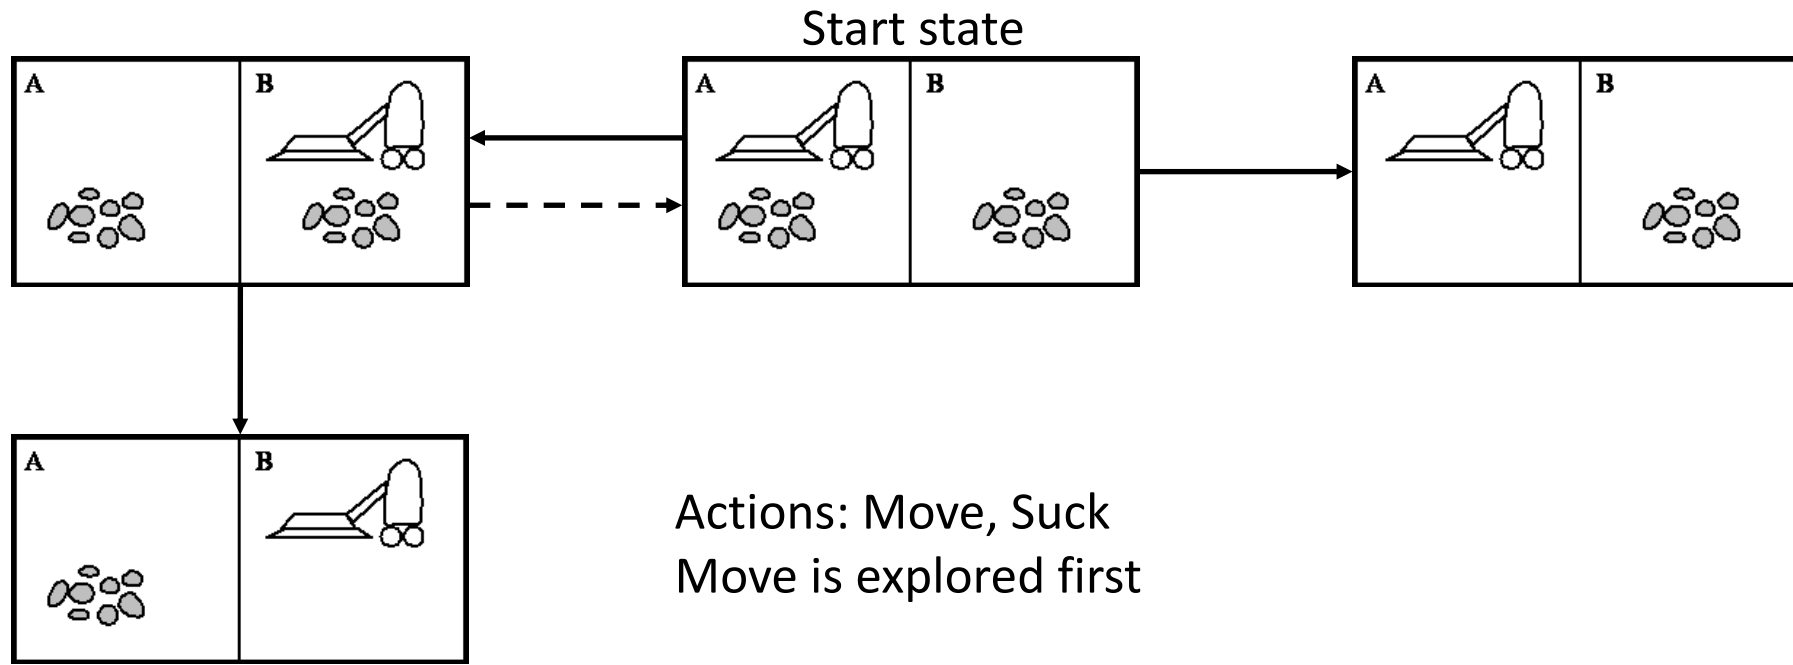 Start state
A B
A B
A B
A B
Actions: Move, Suck
Move is explored first